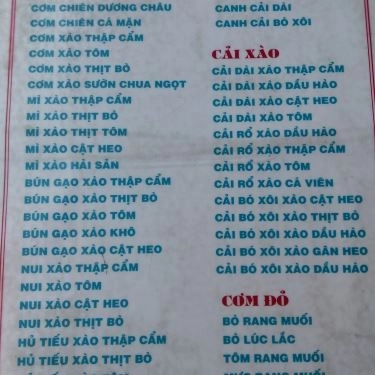 CƠM CHIÊN DƯƠNG CHÂU
CƠM CHIÊN CÁ MẶN
CƠM XÀO THẬP CẨM
CƠM XÀO TÔM
CƠM XÀO THỊT BÒ
CƠM XÀO SƯỜN CHUA NGỌT
MÌ XÀO THẬP CẨM
MÌ XÀO THỊT BÒ
MÌ XÀO THỊT TÔM
MÌ XÀO CẬT HEO
MÌ XÀO HẢI SẢN
BÚN GẠO XÀO THẬP CẨM
BÚN GẠO XÀO THỊT BÒ
BÚN GẠO XÀO TÔM
BÚN GẠO XÀO KHÔ
BÚN GẠO XÀO CẬT HEO
NUI XÀO THẬP CẨM
NUI XÀO TÔM
NUI XÀO CẬT HEO
NUI XÀO THỊT BÒ
HỦ TIẾU XÀO THẬP CẨM
HỦ TIẾU XÀO THỊT BÒ
CANH CẢI DÀI
CANH CẢI BÓ XÔI
CẢI XÀO
CẢI DÀI XÀO THẬP CẨM
CẢI DÀI XÀO DẦU HÀO
CẢI DÀI XÀO CẬT HEO
CẢI DÀI XÀO TÔM
CẢI RỔ XÀO DẦU HÀO
CẢI RỔ XÀO THẬP CẨM
CẢI RỔ XÀO TÔM
CẢI RỔ XÀO CÁ VIÊN
CẢI BÓ XÔI XÀO CẬT HEO
CẢI BÓ XÔI XÀO THỊT BÒ
CẢI BÓ XÔI XÀO DẦU HÀO
CẢI BÓ XÔI XÀO GÂN HEO
CẢI BÓ XÔI XÀO DẦU HÀO
CƠM ĐỎ
BÒ RANG MUỐI
BÒ LÚC LẮC
TÔM RANG MUỐI